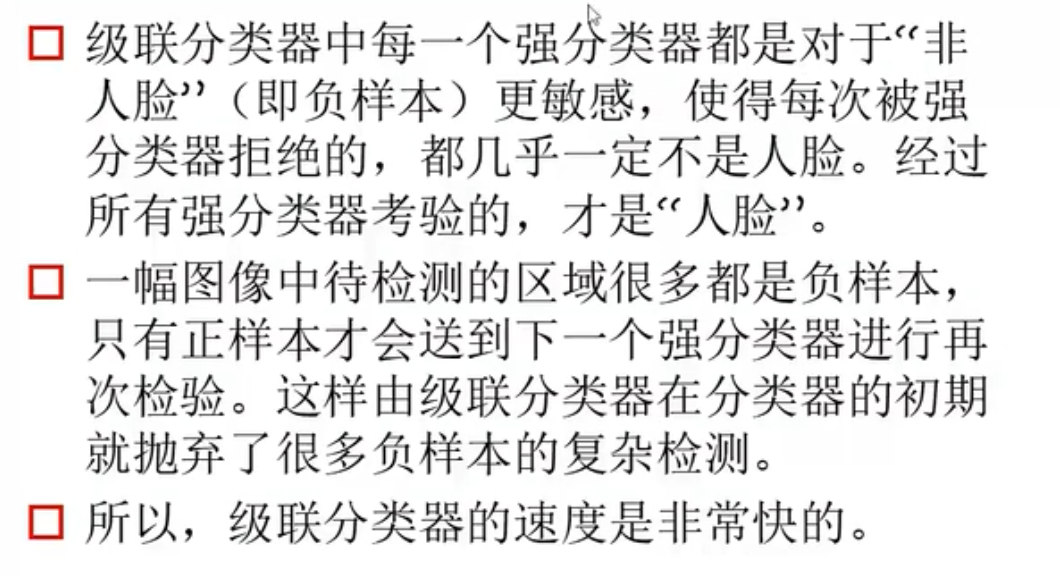 级联分类器中每一个强分类器都是对于“非
人脸”（即负样本）更敏感，使得每次被强
分类器拒绝的，都几乎一定不是人脸。经过
所有强分类器考验的，才是“人脸”。
一幅图像中待检测的区域很多都是负样本，
只有正样本才会送到下一个强分类器进行再
次检验。这样由级联分类器在分类器的初期
就抛弃了很多负样本的复杂检测。
所以，级联分类器的速度是非常快的。